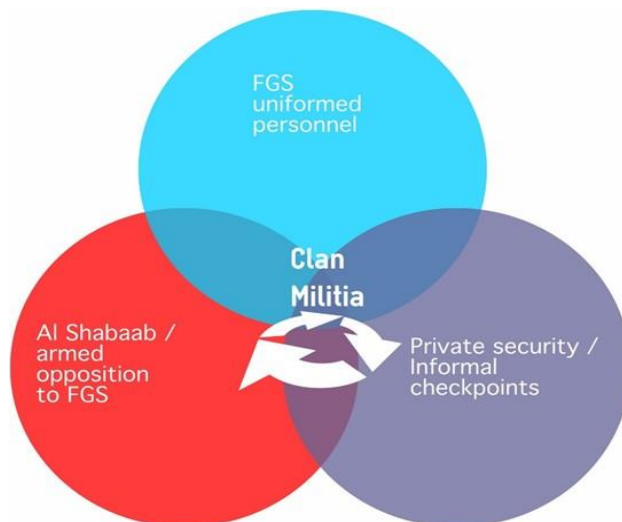 FGS
uniformed
personnel
Clan
Militia
Al Shabaab /
armed
opposition
to FGS
Private security /
Informal
checkpoints